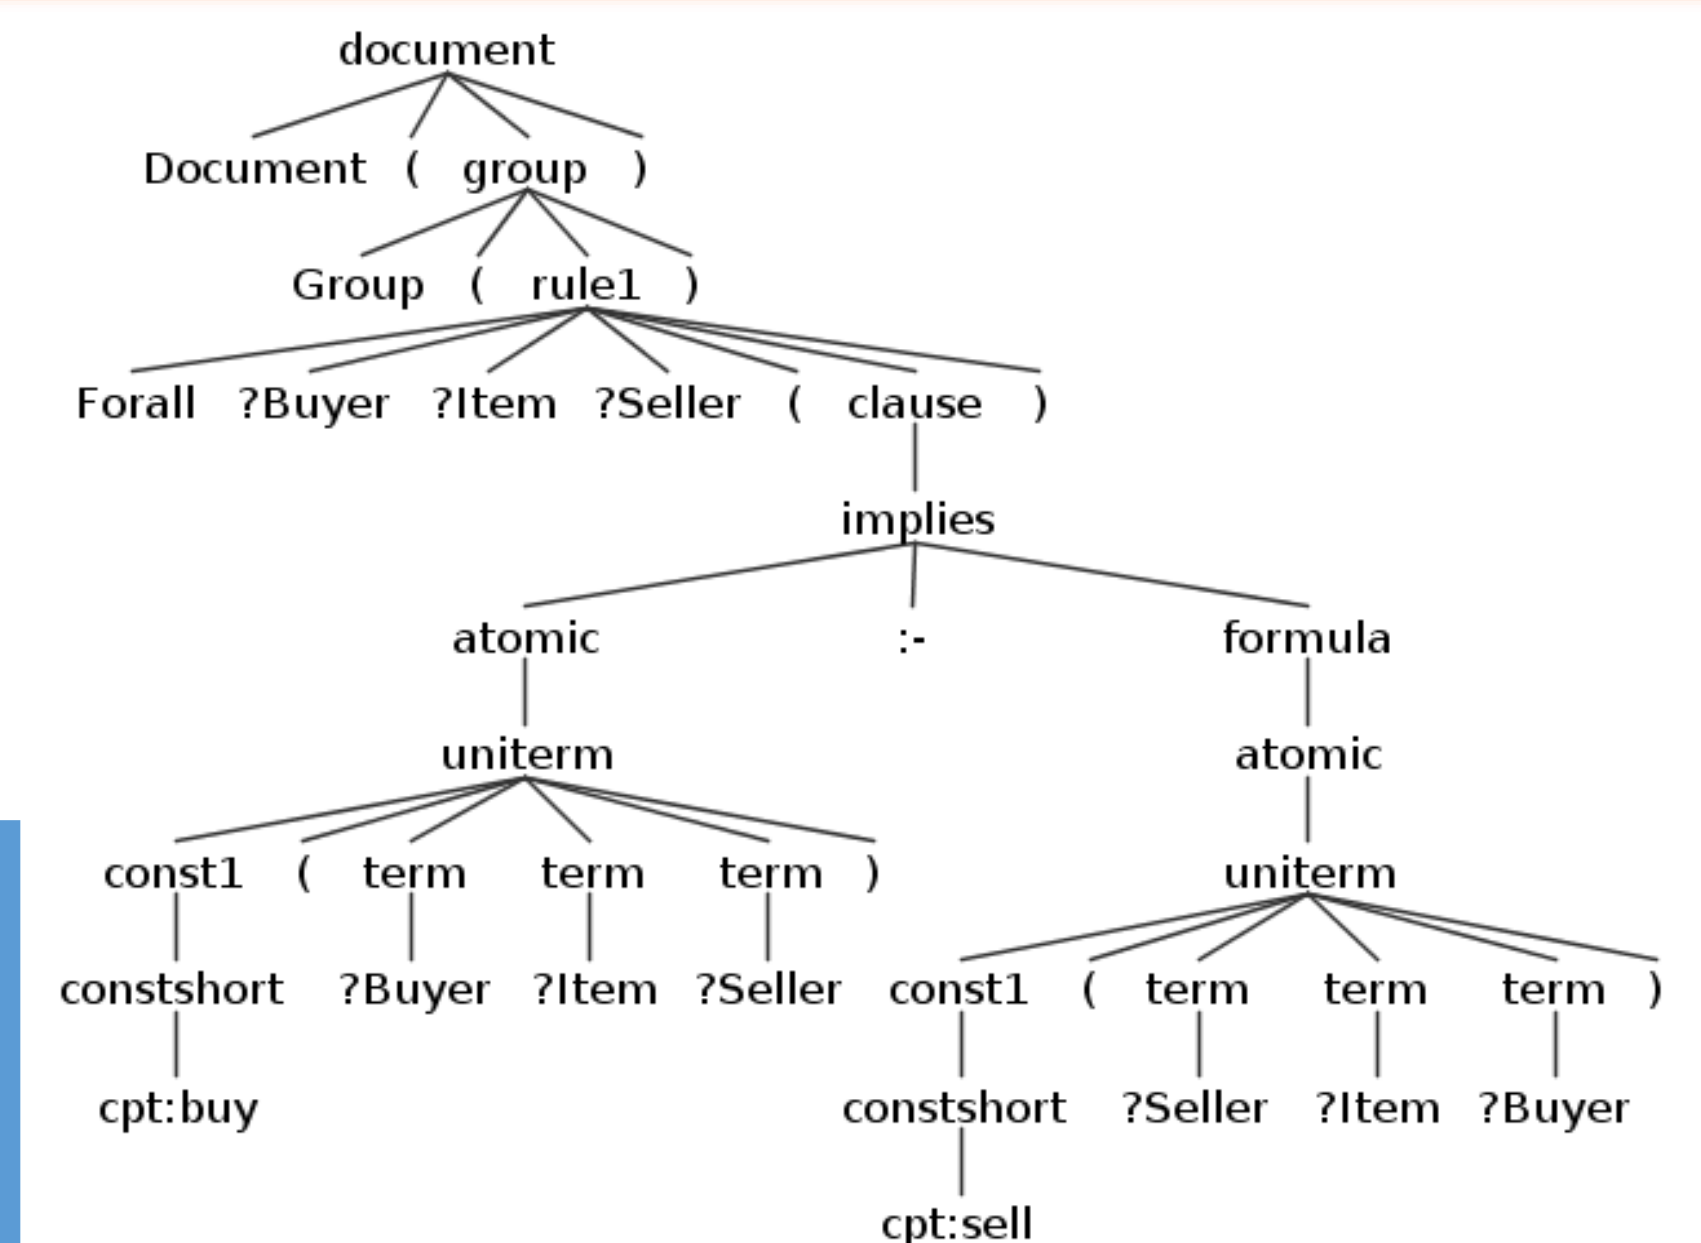 document
Document ( group )
Group ( rule1 )
Forall ?Buyer ?Item ?Seller ( clause )
implies
atomic :- formula
uniterm atomic
const1 ( term term term ) uniterm
constshort ?Buyer ?Item ?Seller const1 ( term term term )
cpt:buy constshort ?Seller ?Item ?Buyer
cpt:sell